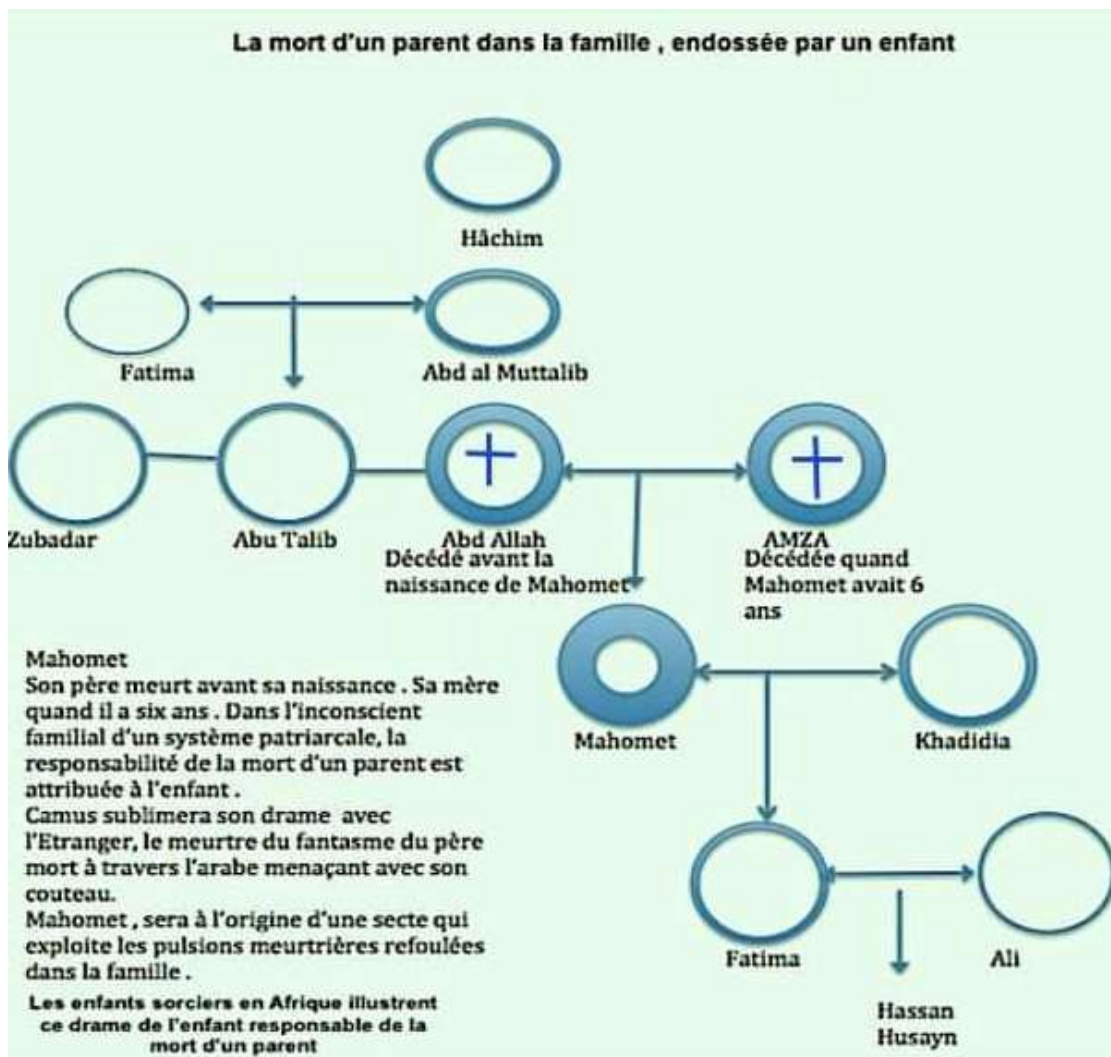 La mort d'un parent dans la famille , endossée par un enfant
Hâchim
Fatima
Abd al Muttalib
Zubadar
Abu Talib
Abd Allah
Décédé avant la
naissance de Mahomet
AMZA
Décédée quand
Mahomet avait 6
ans
Mahomet
Khadidia
Mahomet
Son père meurt avant sa naissance . Sa mère
quand il a six ans . Dans l'inconscient
familial d'un système patriarcale, la
responsabilité de la mort d'un parent est
attribuée à l'enfant .
Camus sublimera son drame avec
l'Etranger, le meurtre du fantasme du père
mort à travers l'arabe menaçant avec son
couteau.
Mahomet , sera à l'origine d'une secte qui
exploite les pulsions meurtrières refoulées
dans la famille .
Les enfants sorciers en Afrique illustrent
ce drame de l'enfant responsable de la
mort d'un parent
Fatima
Ali
Hassan
Husayn